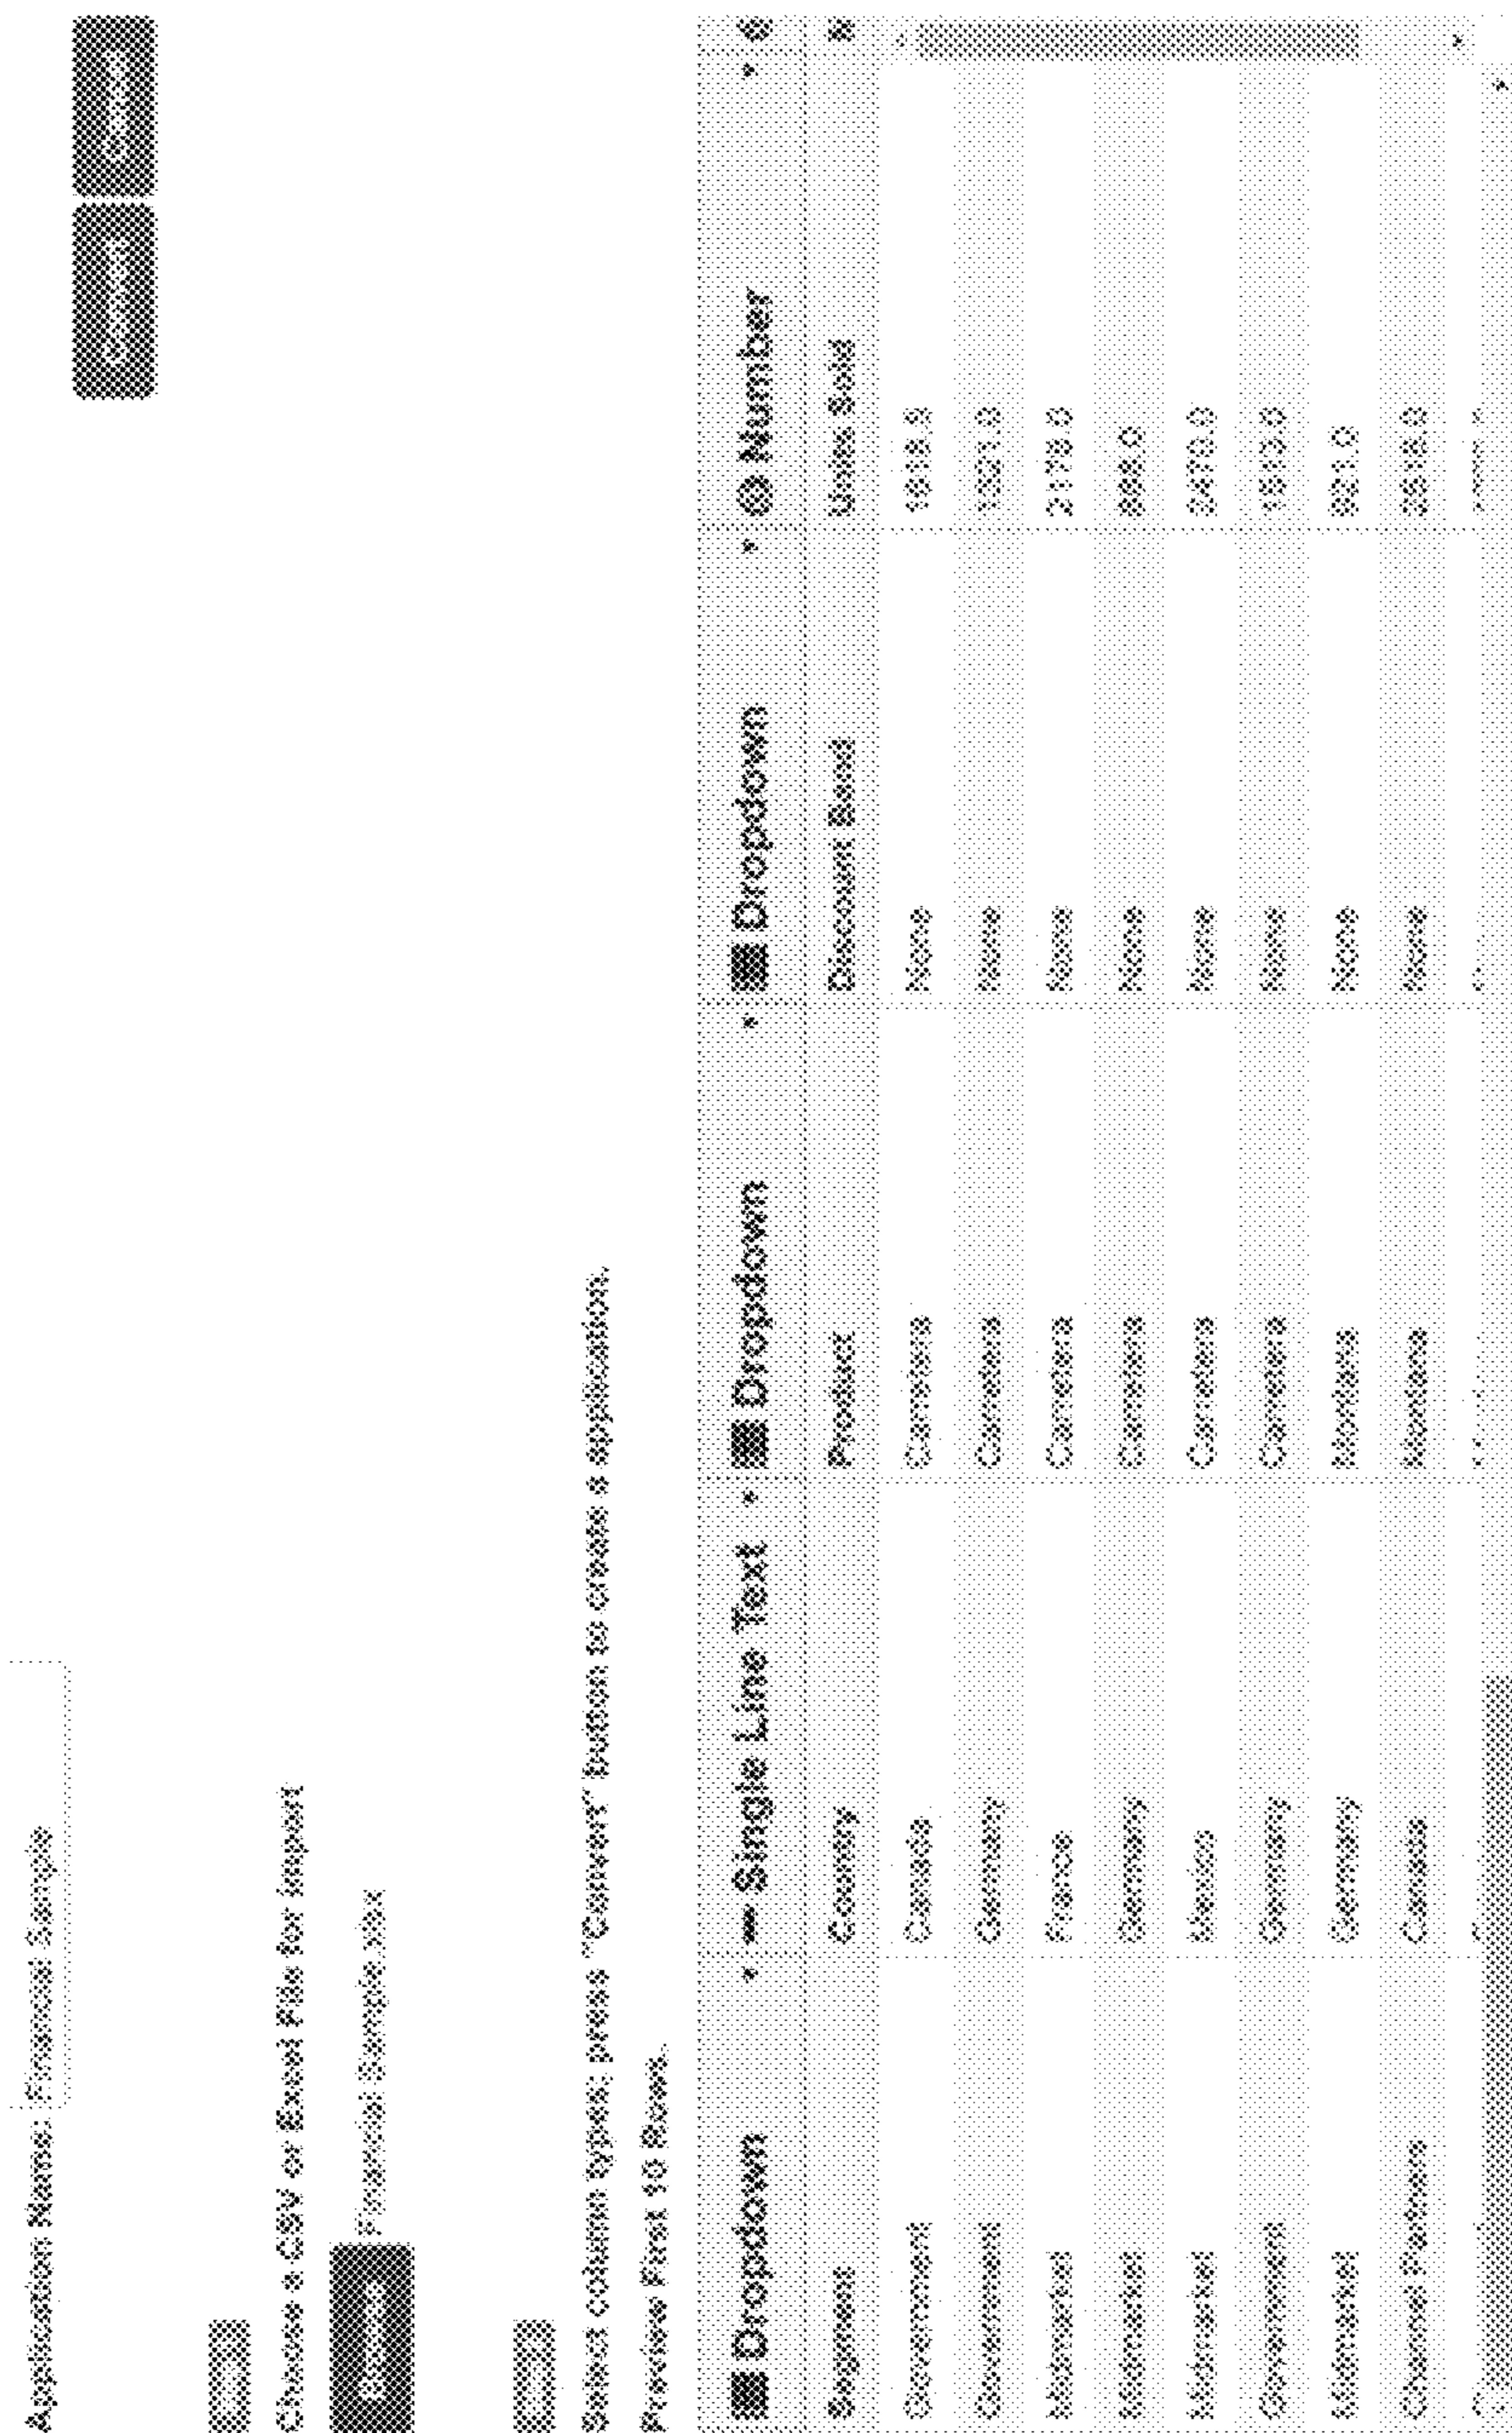 Application Name: Financial Sample
Choose a CSV or Excel File for import
Financial Sample.xlsx
Select column types; press "Convert" button to create a application.
Preview First 10 Rows.
Dropdown Single Line Text Dropdown Dropdown Number
Segment Country Product Discount Band Units Sold
Government Canada Carretera None 1618.5
Government Germany Carretera None 1321.0
Midmarket France Carretera None 2178.0
Midmarket Germany Carretera None 888.0
Midmarket Mexico Carretera None 2470.0
Government Germany Carretera None 1513.0
Midmarket Germany Montana None 921.0
Channel Partners Canada Montana None 2518.0